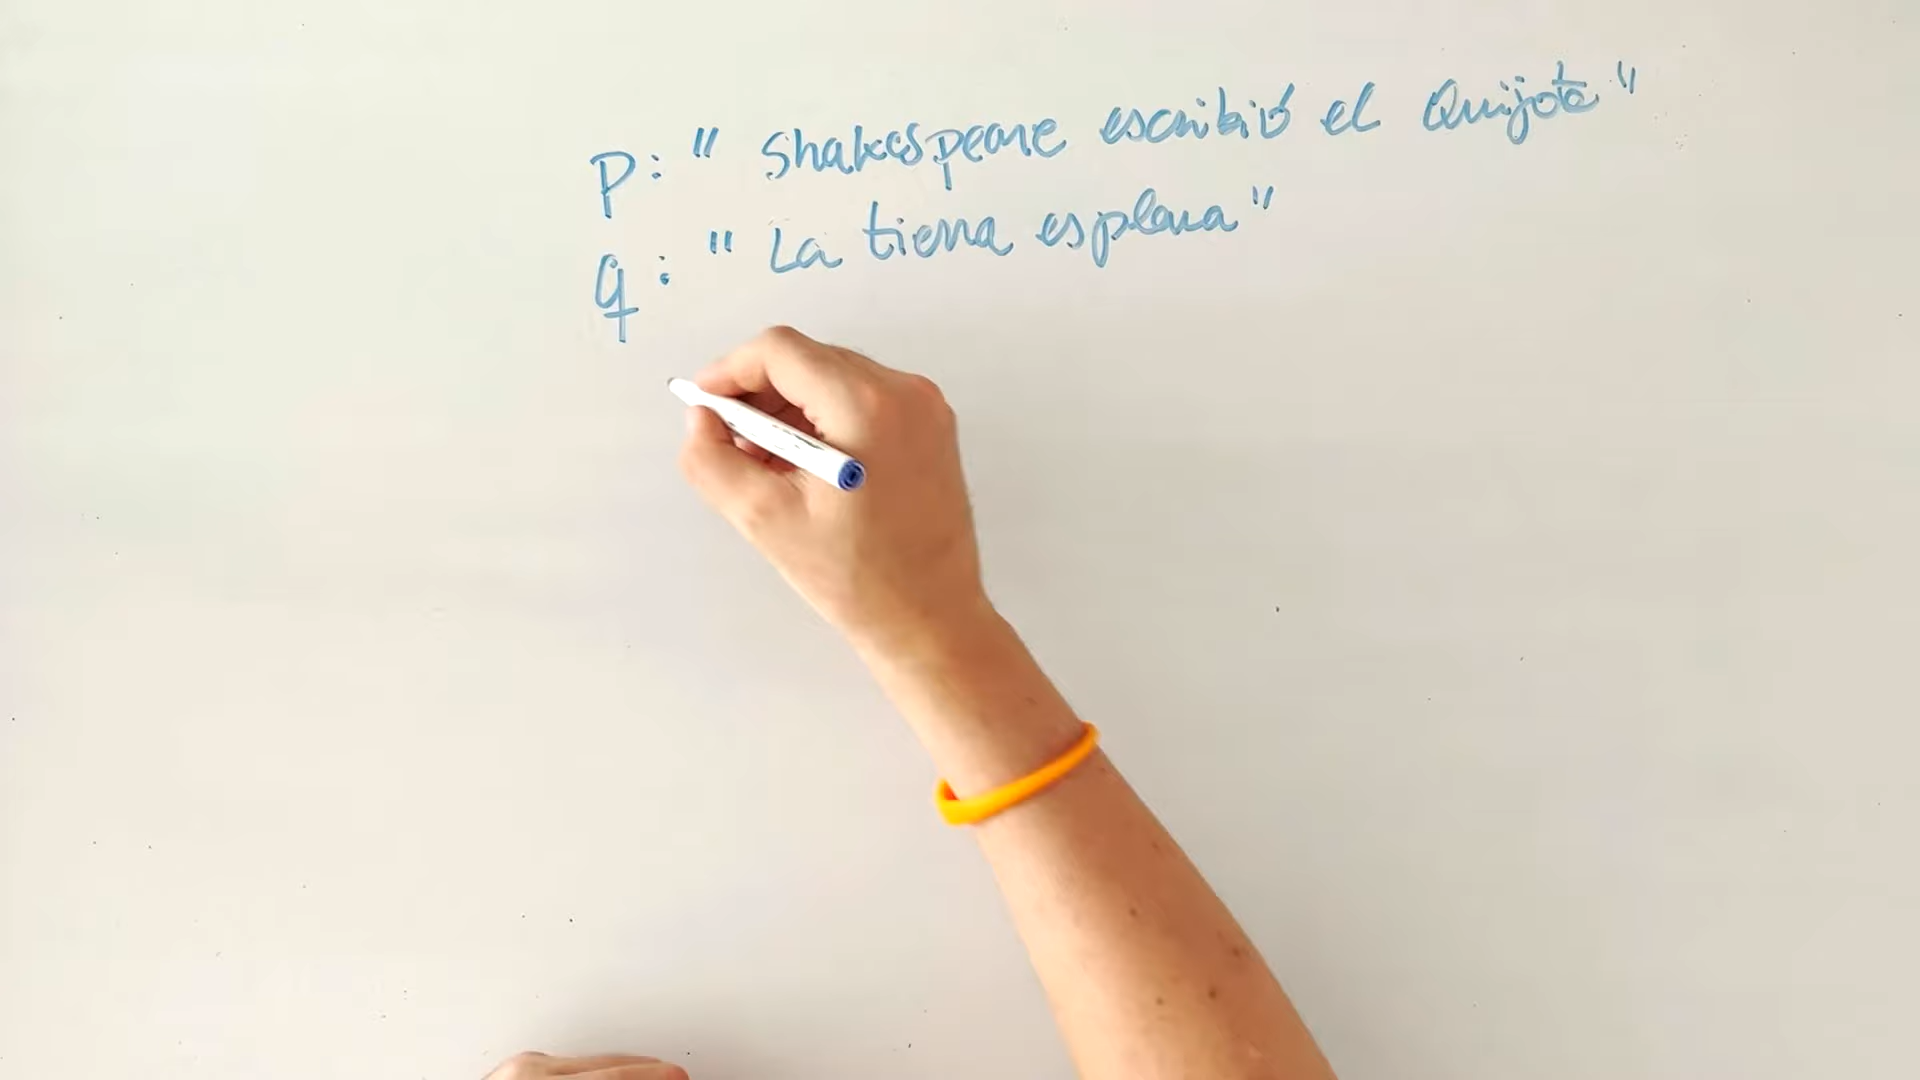 P: " Shakespeare escribió el Quijote "
q: " La tierra es plana "